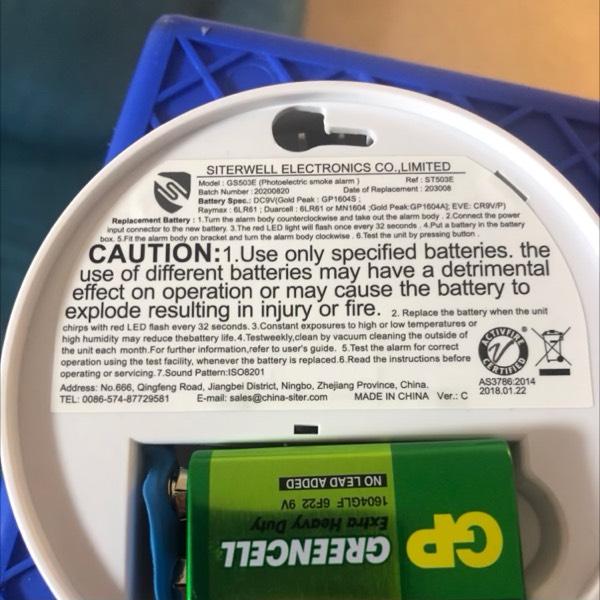 SITERWELL ELECTRONICS CO.,LIMITED
Model : GS503E (Photoelectric smoke alarm ) Ref : ST503E
Batch Number : 20200820 Date of Replacement : 203008
Battery Spec.: DC9V(Gold Peak : GP1604S ;
Raymax : 6LR61 ; Duarcell : 6LR61 or MN1604 ;Gold Peak:GP1604A); EVE: CR9V/P)
Replacement Battery : 1.Turn the alarm body counterclockwise and take out the alarm body . 2.Connect the power
input connector to the new battery. 3.The red LED light will flash once every 32 seconds . 4.Put a battery in the battery
box. 5.Fit the alarm body on bracket and turn the alarm body clockwise . 6.Test the unit by pressing button .
CAUTION:1.Use only specified batteries. the
use of different batteries may have a detrimental
effect on operation or may cause the battery to
explode resulting in injury or fire. 2. Replace the battery when the unit
chirps with red LED flash every 32 seconds. 3.Constant exposures to high or low temperatures or
high humidity may reduce thebattery life.4.Testweekly,clean by vacuum cleaning the outside of
the unit each month.For further information,refer to user's guide. 5.Test the alarm for correct
operation using the test facility, whenever the battery is replaced.6.Read the instructions before
operating or servicing.7.Sound Pattern:ISO8201
ACTIVFIRE
CERTIFIED
AS3786:2014
2018.01.22
Address: No.666, Qingfeng Road, Jiangbei District, Ningbo, Zhejiang Province, China.
TEL: 0086-574-87729581 E-mail: sales@china-siter.com MADE IN CHINA Ver.: C
GP
GREENCELL
Extra Heavy Duty
1604GLF 6F22 9V
NO LEAD ADDED